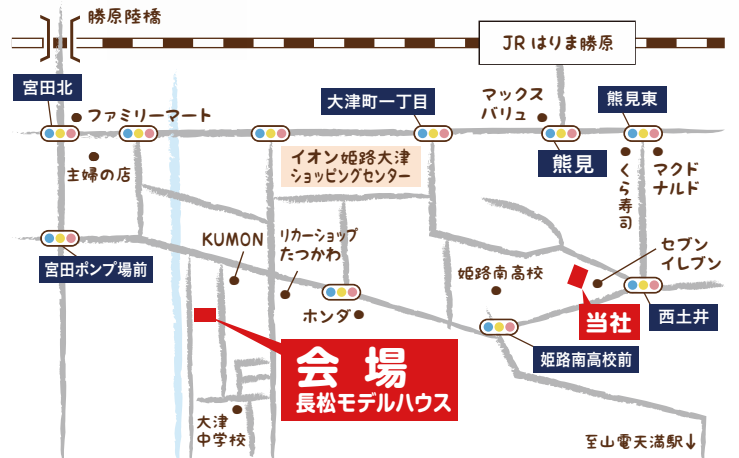 勝原陸橋
JRはりま勝原
宮田北
ファミリーマート
大津町一丁目
マックス
バリュ
熊見東
主婦の店
イオン姫路大津
ショッピングセンター
熊見
くら寿司
マクド
ナルド
宮田ポンプ場前
KUMON
リカーショップ
たつかわ
姫路南高校
セブン
イレブン
ホンダ
当社
西土井
会場
長松モデルハウス
姫路南高校前
大津
中学校
至山電天満駅↓